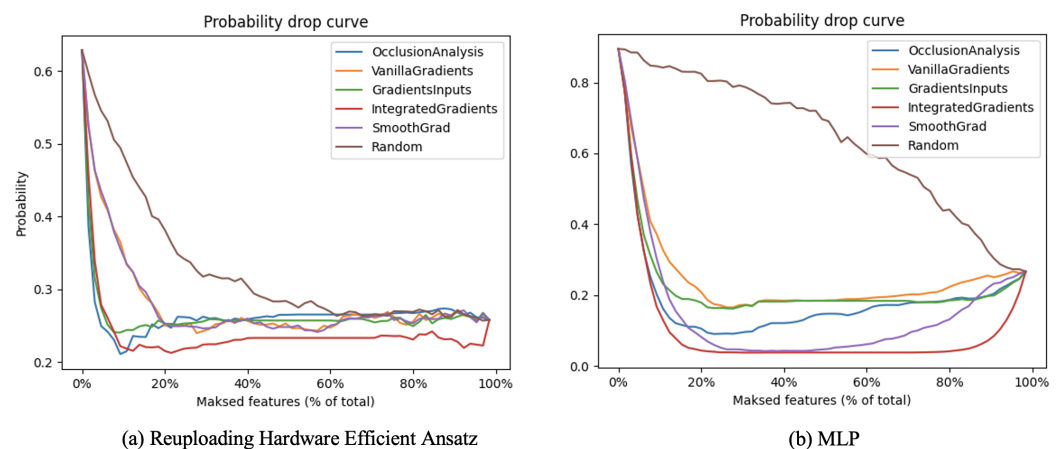 Probability drop curve
OcclusionAnalysis
VanillaGradients
GradientsInputs
IntegratedGradients
SmoothGrad
Random
0.6
0.5
0.4
0.3
0.2
Probability
0% 20% 40% 60% 80% 100%
Maksed features (% of total)
(a) Reuploading Hardware Efficient Ansatz
Probability drop curve
OcclusionAnalysis
VanillaGradients
GradientsInputs
IntegratedGradients
SmoothGrad
Random
0.8
0.6
0.4
0.2
0.0
0% 20% 40% 60% 80% 100%
Maksed features (% of total)
(b) MLP